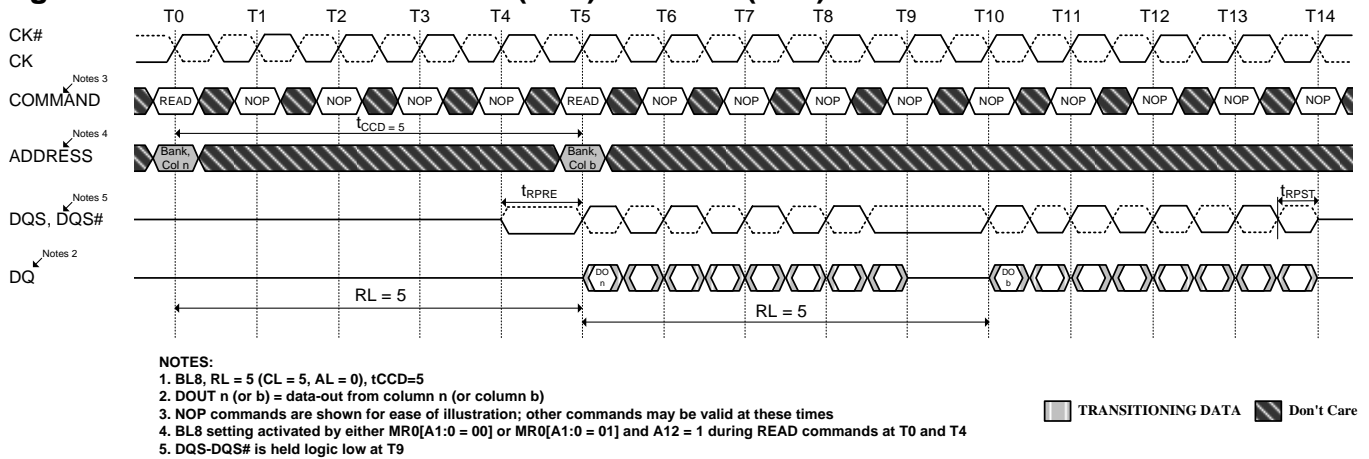 T0 T1 T2 T3 T4 T5 T6 T7 T8 T9 T10 T11 T12 T13 T14
CK#
CK
Notes 3
COMMAND
READ NOP NOP NOP NOP READ NOP NOP NOP NOP NOP NOP NOP NOP NOP
tCCD = 5
Notes 4
ADDRESS
Bank, Col n
Bank, Col b
tRPRE
tRPST
Notes 5
DQS, DQS#
Notes 2
DQ
DO n
DO b
RL = 5
RL = 5
NOTES:
1. BL8, RL = 5 (CL = 5, AL = 0), tCCD=5
2. DOUT n (or b) = data-out from column n (or column b)
3. NOP commands are shown for ease of illustration; other commands may be valid at these times
4. BL8 setting activated by either MR0[A1:0 = 00] or MR0[A1:0 = 01] and A12 = 1 during READ commands at T0 and T4
5. DQS-DQS# is held logic low at T9
TRANSITIONING DATA
Don't Care